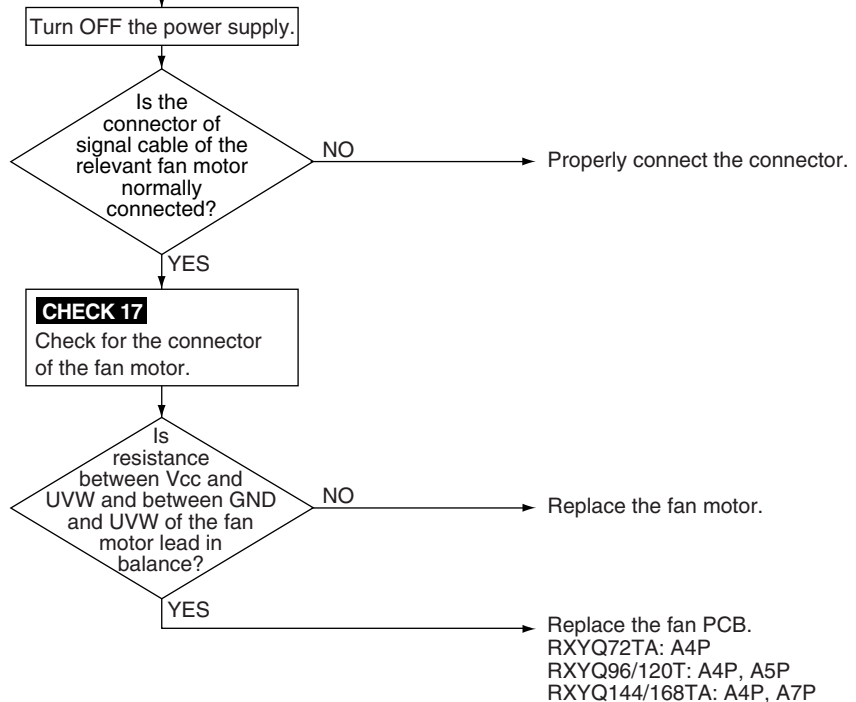 Turn OFF the power supply.
Is the
connector of
signal cable of the
relevant fan motor
normally
connected?
NO
Properly connect the connector.
YES
CHECK 17
Check for the connector
of the fan motor.
Is
resistance
between Vcc and
UVW and between GND
and UVW of the fan
motor lead in
balance?
NO
Replace the fan motor.
YES
Replace the fan PCB.
RXYQ72TA: A4P
RXYQ96/120T: A4P, A5P
RXYQ144/168TA: A4P, A7P